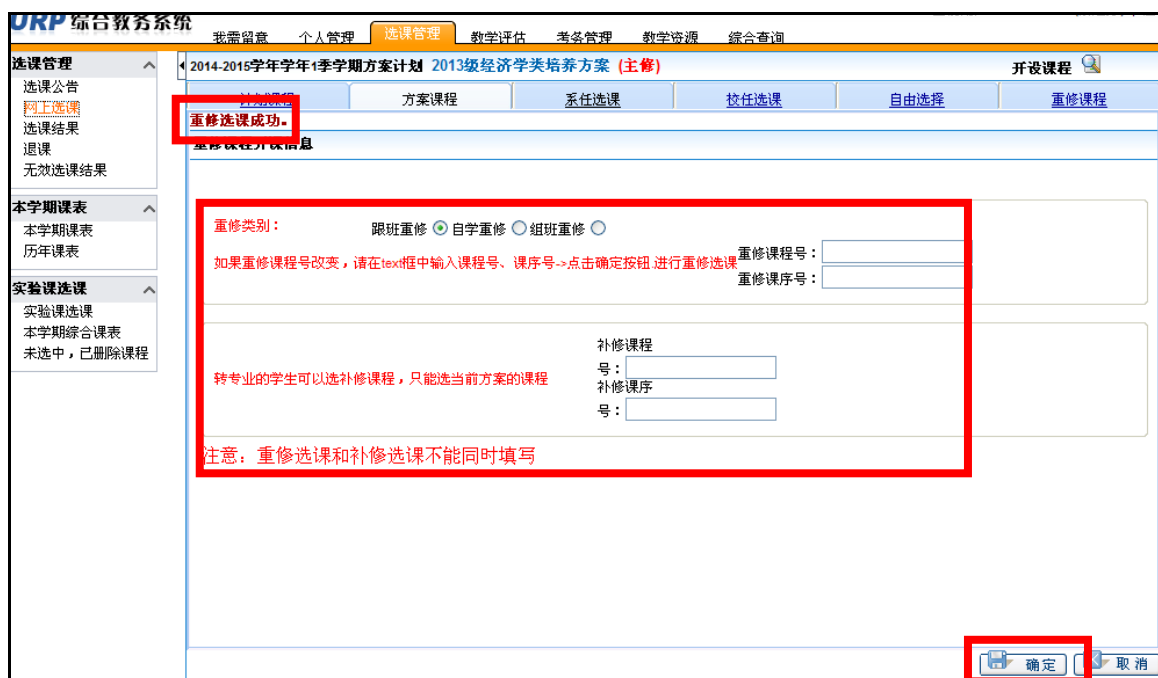 URP 综合教务系统
我需留意 个人管理 选课管理 教学评估 考务管理 教学资源 综合查询
选课管理
选课公告
网上选课
选课结果
退课
无效选课结果
本学期课表
本学期课表
历年课表
实验课选课
实验课选课
本学期综合课表
未选中，已删除课程
2014-2015学年学年1季学期方案计划 2013级经济学类培养方案 (主修) 开设课程
计划课程 方案课程 系任选课 校任选课 自由选择 重修课程
重修选课成功。
重修课程开课信息
重修类别： 跟班重修 自学重修 组班重修
如果重修课程号改变，请在text框中输入课程号、课序号->点击确定按钮.进行重修选课
重修课程号：
重修课序号：
转专业的学生可以选补修课程，只能选当前方案的课程
补修课程
号：
补修课序
号：
注意：重修选课和补修选课不能同时填写
确定 取消